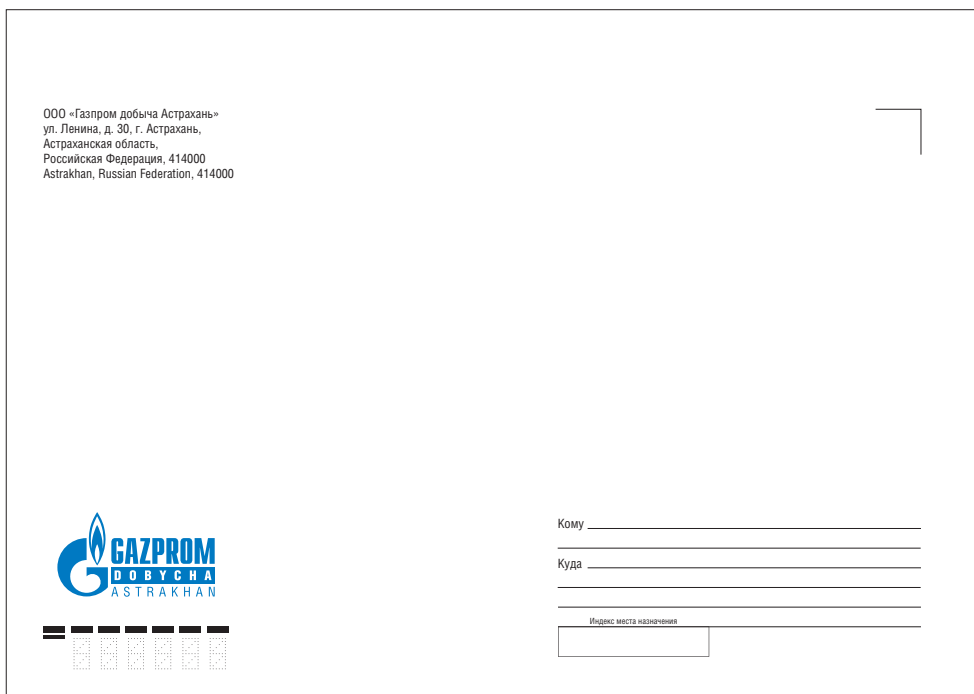 ООО «Газпром добыча Астрахань»
ул. Ленина, д. 30, г. Астрахань,
Астраханская область,
Российская Федерация, 414000
Astrakhan, Russian Federation, 414000
GAZPROM
DOBYCHA
ASTRAKHAN
Кому
Куда
Индекс места назначения